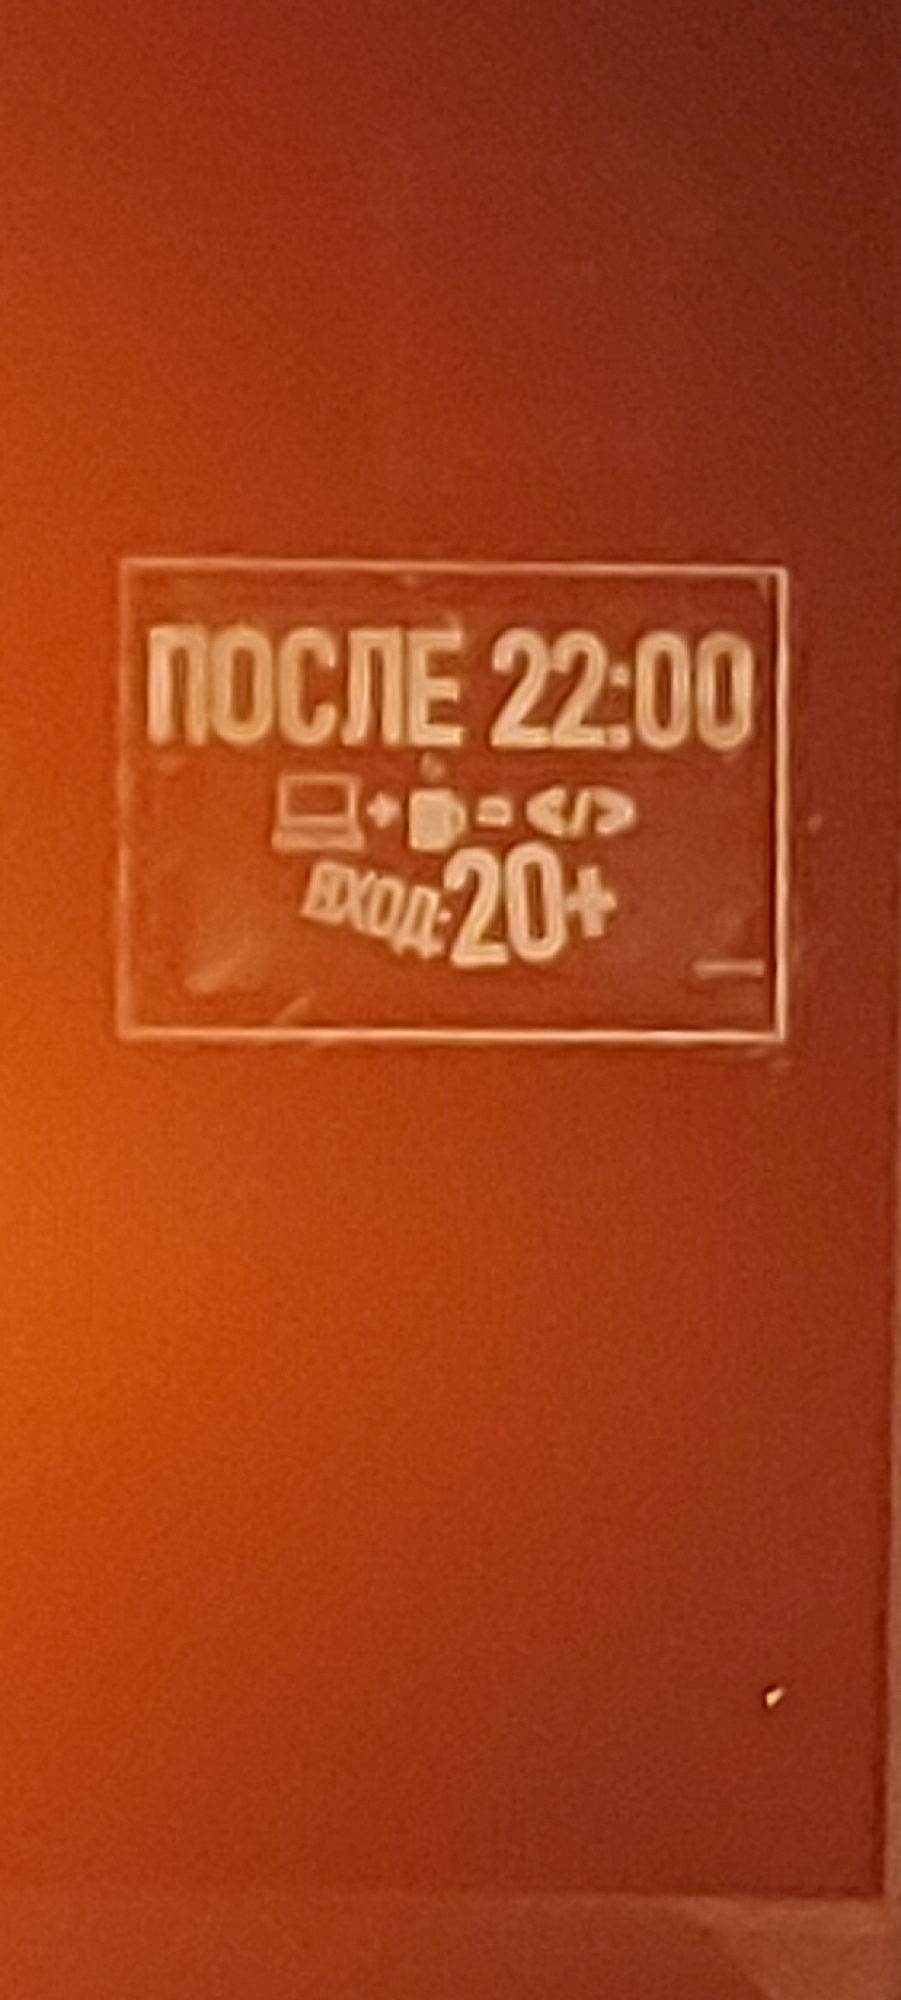 ПОСЛЕ 22:00
+ = </>
ВХОД: 20+